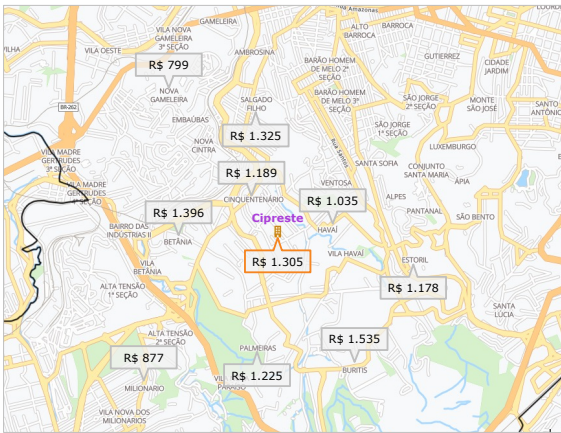 Rua Amazonas
GAMELEIRA
VILA NOVA
GAMELEIRA
3ª SEÇÃO
ALTO
BARROCA
BARROCA
VILA OESTE
AMBROSINA
GUTIERREZ
R$ 799
BARÃO HOMEM
DE MELO 2ª
SEÇÃO
CIDADE
JARDIM
NOVA
GAMELEIRA
BARÃO HOMEM
DE MELO 3ª
SEÇÃO
SALGADO
FILHO
SÃO JORGE
2ª SEÇÃO
MONTE
SÃO JOSÉ
SANTO
ANTÔNIO
BR-262
EMBAÚBAS
SÃO JORGE
1ª SEÇÃO
R$ 1.325
NOVA
CINTRA
LUXEMBURGO
VILA MADRE
GERTRUDES
3ª SEÇÃO
SANTA SOFIA
CONJUNTO
SANTA MARIA
R$ 1.189
VENTOSA
ÁPIA
VILA MADRE
GERTRUDES
4ª SEÇÃO
CINQUENTENÁRIO
R$ 1.035
ALPES
R$ 1.396
PANTANAL
Cipreste
SÃO BENTO
BAIRRO DAS
INDÚSTRIAS II
HAVAÍ
BETÂNIA
VILA HAVAÍ
R$ 1.305
ESTORIL
VILA
BETÂNIA
R$ 1.178
ALTA TENSÃO
1ª SEÇÃO
SANTA
LÚCIA
ALTA TENSÃO
2ª SEÇÃO
R$ 1.535
PALMEIRAS
R$ 877
BURITIS
R$ 1.225
MILIONARIO
VILA NOVA DOS
MILIONARIOS